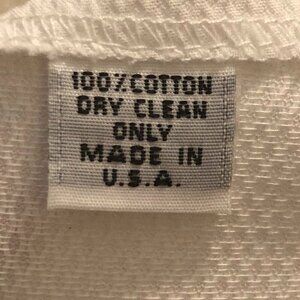 100% COTTON
DRY CLEAN
ONLY
MADE IN
U.S.A.